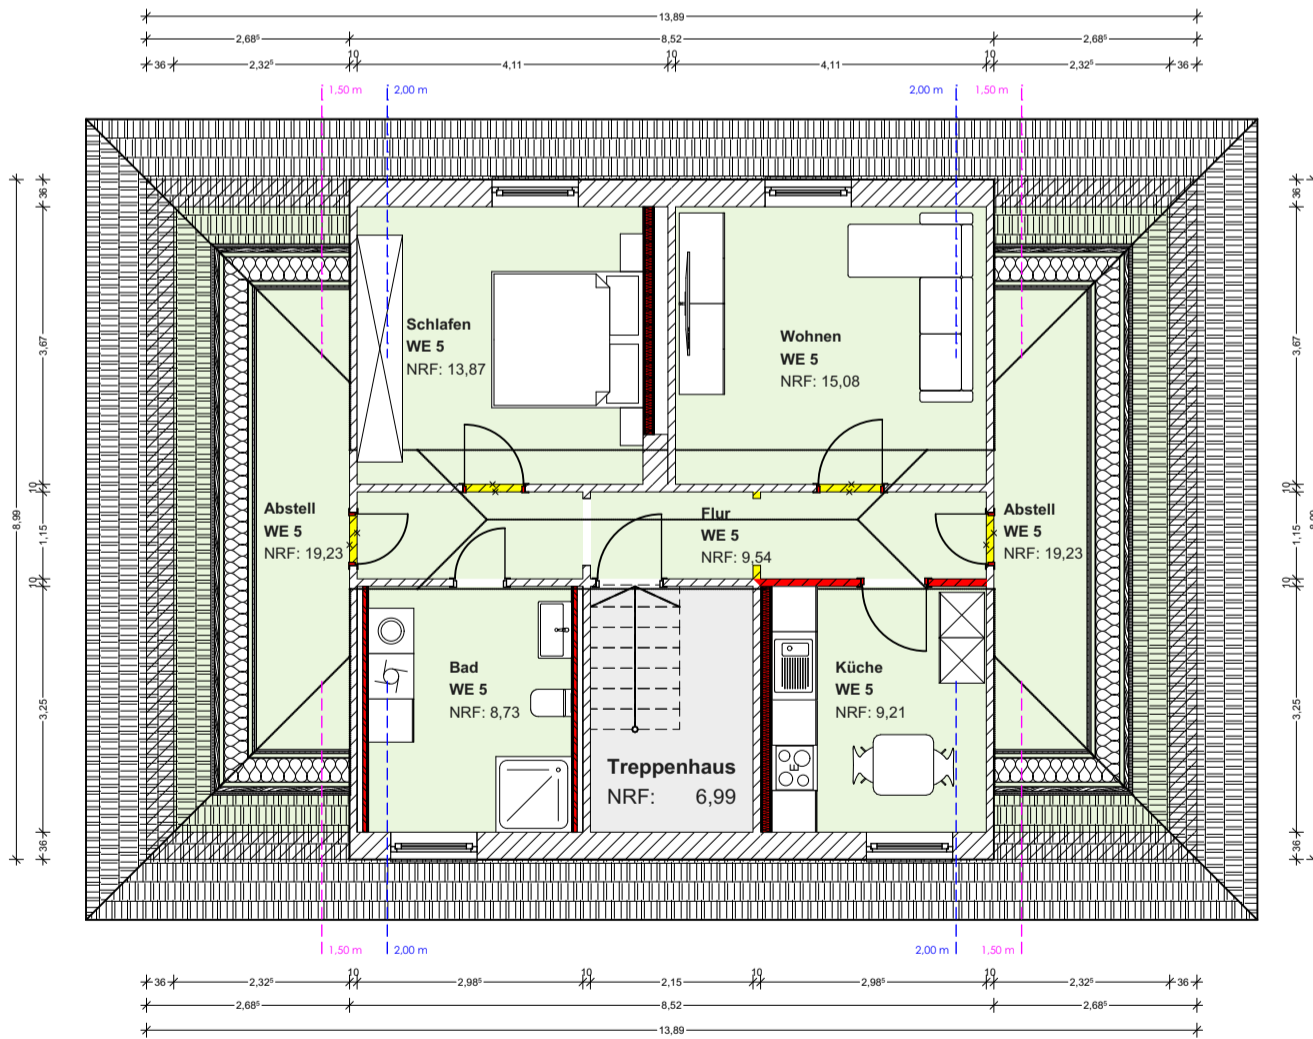 13,89
2,68⁵
8,52
2,68⁵
36
2,32⁵
10
4,11
10
4,11
10
2,32⁵
36
1,50 m
2,00 m
2,00 m
1,50 m
36
3,67
10
1,15
10
3,25
36
8,99
Schlafen
WE 5
NRF: 13,87
Wohnen
WE 5
NRF: 15,08
Abstell
WE 5
NRF: 19,23
Flur
WE 5
NRF: 9,54
Abstell
WE 5
NRF: 19,23
Bad
WE 5
NRF: 8,73
Treppenhaus
NRF: 6,99
Küche
WE 5
NRF: 9,21
E
36
3,67
10
1,15
10
3,25
36
1,50 m
2,00 m
2,00 m
1,50 m
36
2,32⁵
10
2,98⁵
10
2,15
10
2,98⁵
10
2,32⁵
36
2,68⁵
8,52
2,68⁵
13,89